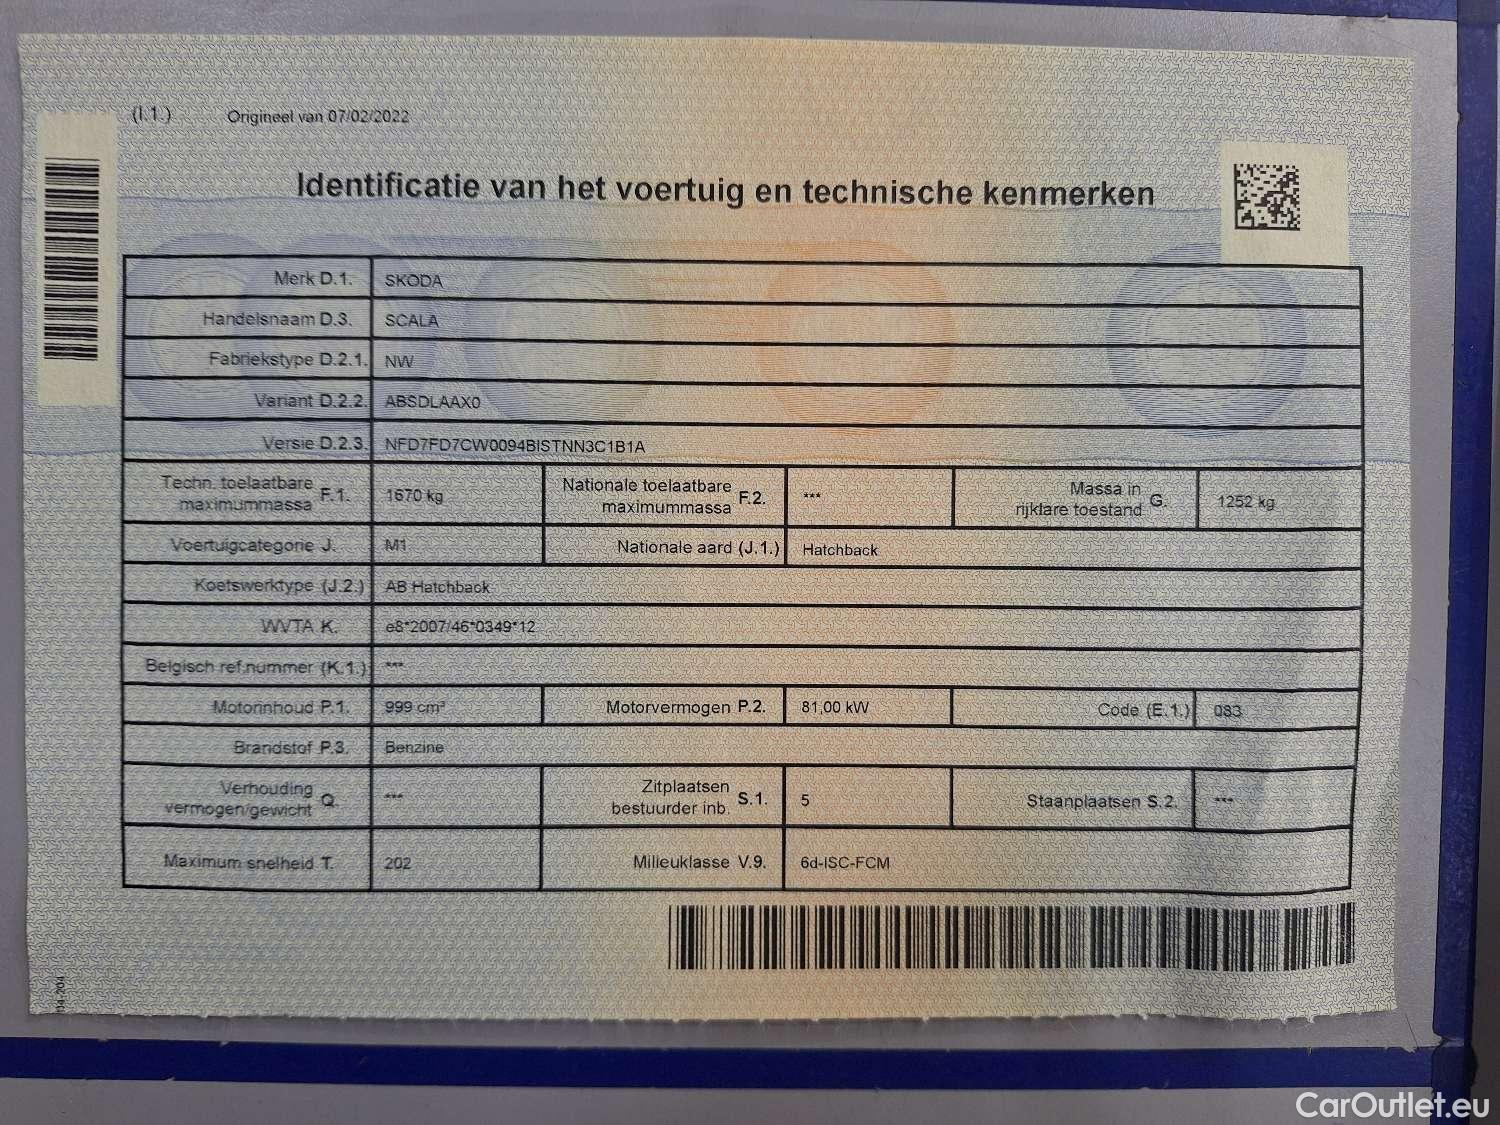 (I.1.) Origineel van 07/02/2022
Identificatie van het voertuig en technische kenmerken
Merk D.1. SKODA
Handelsnaam D.3. SCALA
Fabriekstype D.2.1. NW
Variant D.2.2. ABSDLAAX0
Versie D.2.3. NFD7FD7CW0094BISTNN3C1B1A
Techn. toelaatbare maximummassa F.1. 1670 kg Nationale toelaatbare maximummassa F.2. *** Massa in rijklare toestand G. 1252 kg
Voertuigcategorie J. M1 Nationale aard (J.1.) Hatchback
Koetswerktype (J.2.) AB Hatchback
WVTA K. e8*2007/46*0349*12
Belgisch ref.nummer (K.1.) ***
Motorinhoud P.1. 999 cm³ Motorvermogen P.2. 81,00 kW Code (E.1.) 083
Brandstof P.3. Benzine
Verhouding vermogen/gewicht Q. *** Zitplaatsen bestuurder inb. S.1. 5 Staanplaatsen S.2. ***
Maximum snelheid T. 202 Milieuklasse V.9. 6d-ISC-FCM
CarOutlet.eu